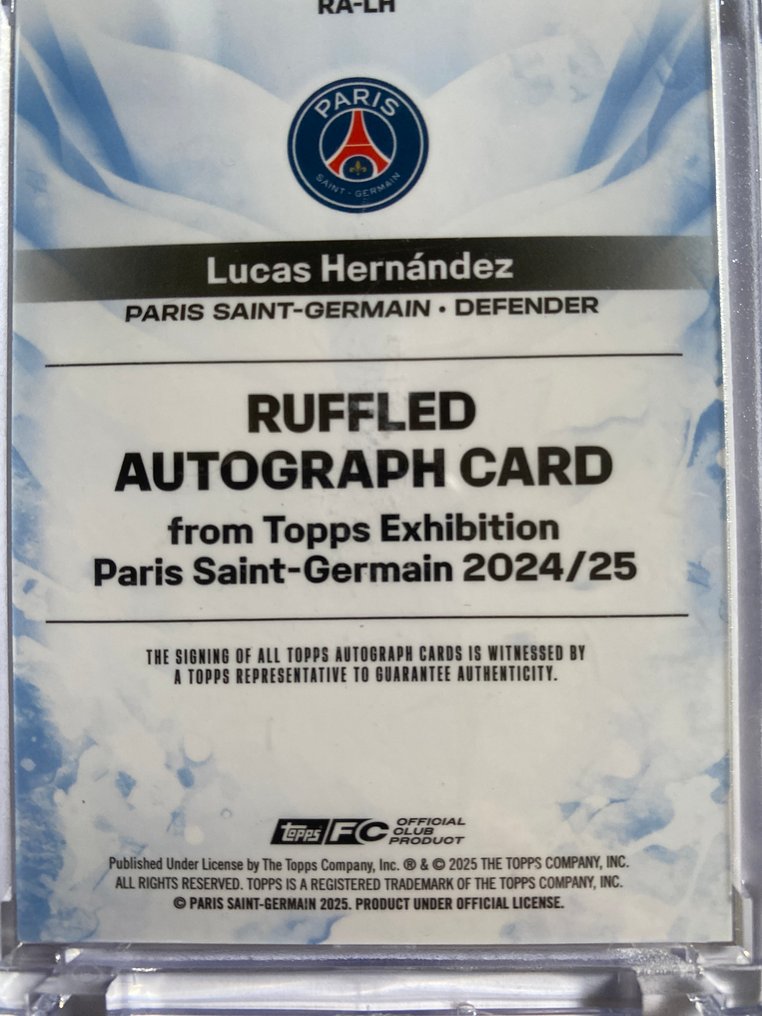 RA-LH
PARIS
SAINT-GERMAIN
Lucas Hernández
PARIS SAINT-GERMAIN • DEFENDER
RUFFLED
AUTOGRAPH CARD
from Topps Exhibition
Paris Saint-Germain 2024/25
THE SIGNING OF ALL TOPPS AUTOGRAPH CARDS IS WITNESSED BY
A TOPPS REPRESENTATIVE TO GUARANTEE AUTHENTICITY.
topps FC OFFICIAL
CLUB
PRODUCT
Published Under License by The Topps Company, Inc. ® & © 2025 THE TOPPS COMPANY, INC.
ALL RIGHTS RESERVED. TOPPS IS A REGISTERED TRADEMARK OF THE TOPPS COMPANY, INC.
© PARIS SAINT-GERMAIN 2025. PRODUCT UNDER OFFICIAL LICENSE.